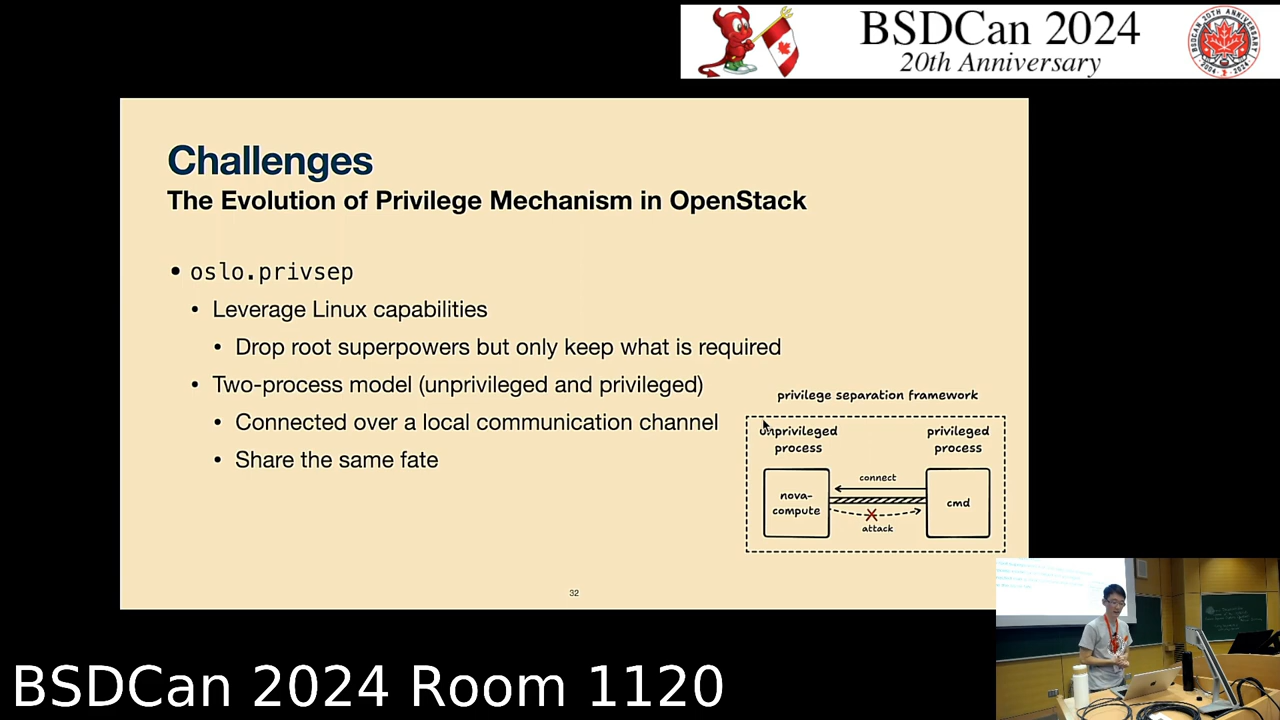 BSDCan 2024
20th Anniversary
Challenges
The Evolution of Privilege Mechanism in OpenStack
• oslo.privsep
• Leverage Linux capabilities
• Drop root superpowers but only keep what is required
• Two-process model (unprivileged and privileged)
• Connected over a local communication channel
• Share the same fate
privilege separation framework
unprivileged
process
privileged
process
connect
nova-
compute
cmd
attack
32
BSDCan 2024 Room 1120